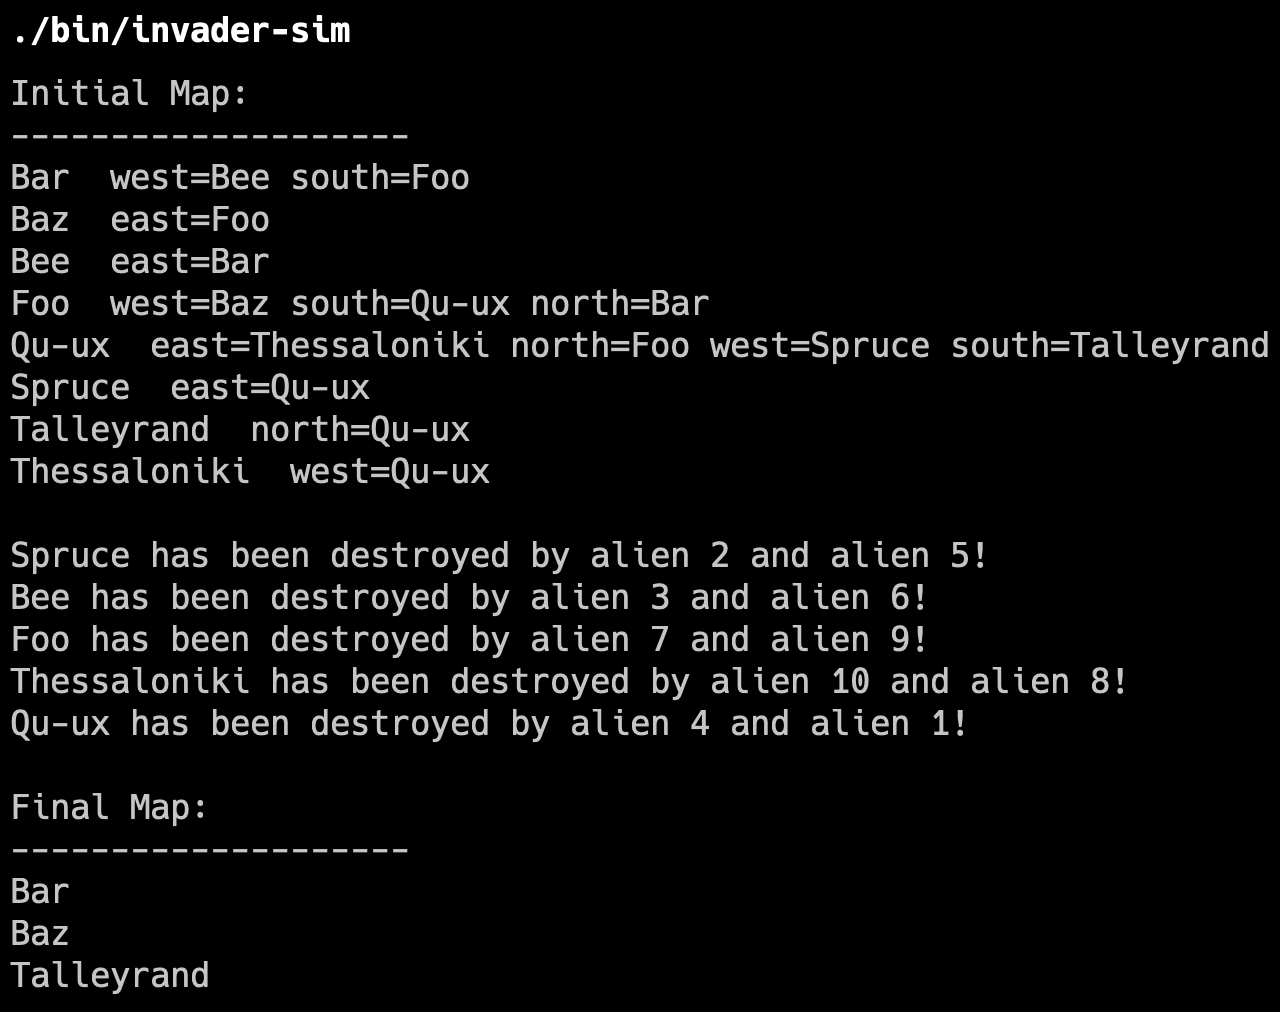 ./bin/invader-sim
Initial Map:
--------------------
Bar  west=Bee south=Foo
Baz  east=Foo
Bee  east=Bar
Foo  west=Baz south=Qu-ux north=Bar
Qu-ux  east=Thessaloniki north=Foo west=Spruce south=Talleyrand
Spruce  east=Qu-ux
Talleyrand  north=Qu-ux
Thessaloniki  west=Qu-ux
Spruce has been destroyed by alien 2 and alien 5!
Bee has been destroyed by alien 3 and alien 6!
Foo has been destroyed by alien 7 and alien 9!
Thessaloniki has been destroyed by alien 10 and alien 8!
Qu-ux has been destroyed by alien 4 and alien 1!
Final Map:
--------------------
Bar
Baz
Talleyrand